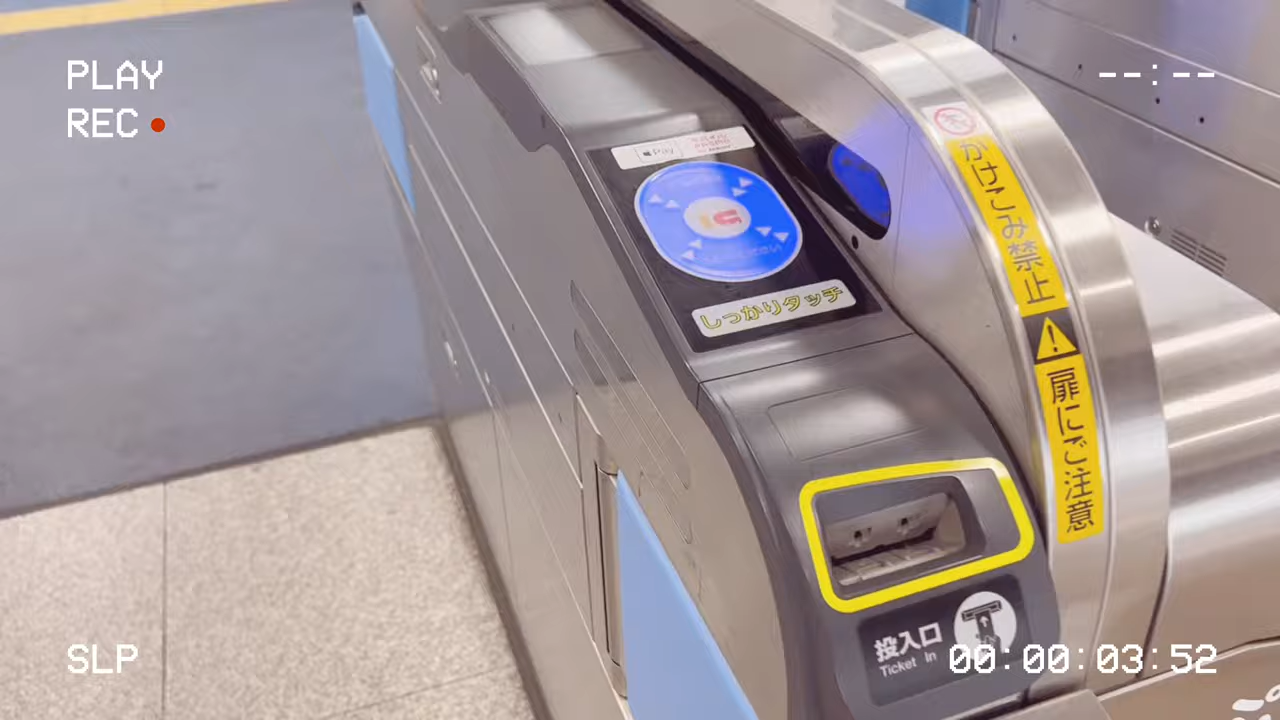 PLAY
REC
--:--
Pay
かけこみ禁止
しっかりタッチ
扉にご注意
投入口
Ticket In
SLP
00:00:03:52